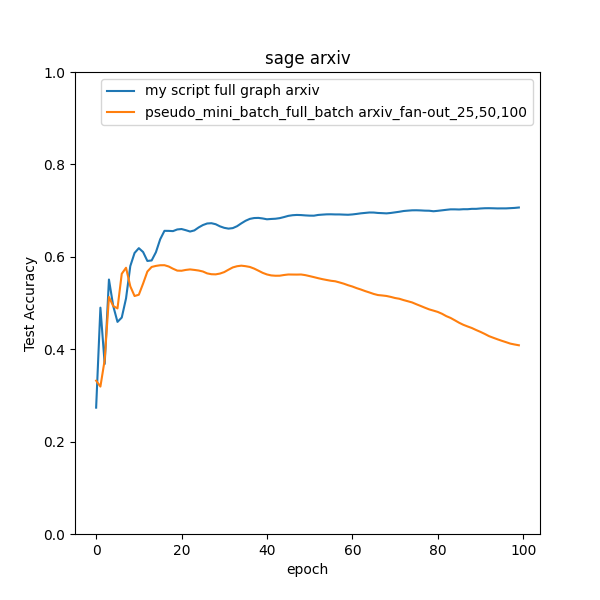 sage arxiv
my script full graph arxiv
pseudo_mini_batch_full_batch arxiv_fan-out_25,50,100
Test Accuracy
1.0
0.8
0.6
0.4
0.2
0.0
0 20 40 60 80 100
epoch